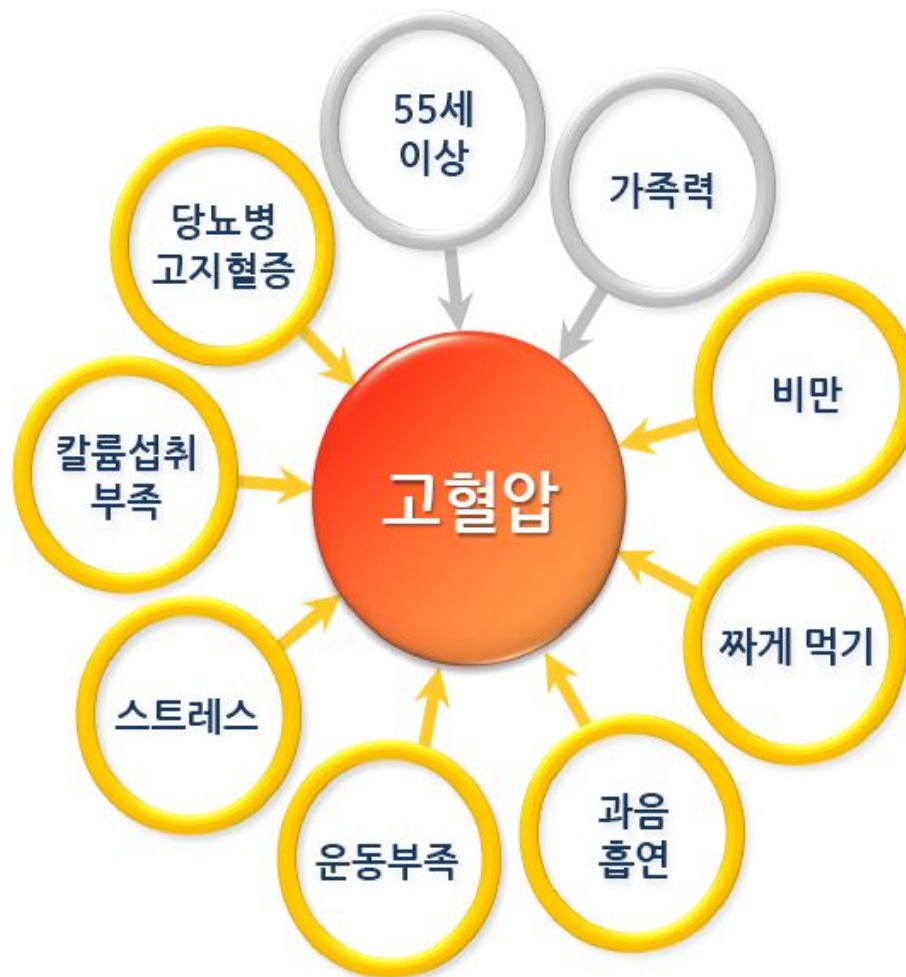 55세
이상
가족력
당뇨병
고지혈증
비만
칼륨섭취
부족
고혈압
짜게 먹기
스트레스
과음
흡연
운동부족